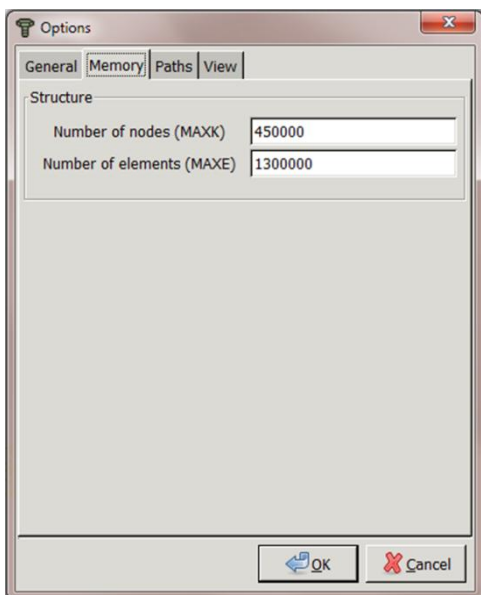 Options
General Memory Paths View
Structure
Number of nodes (MAXK) 450000
Number of elements (MAXE) 1300000
OK Cancel